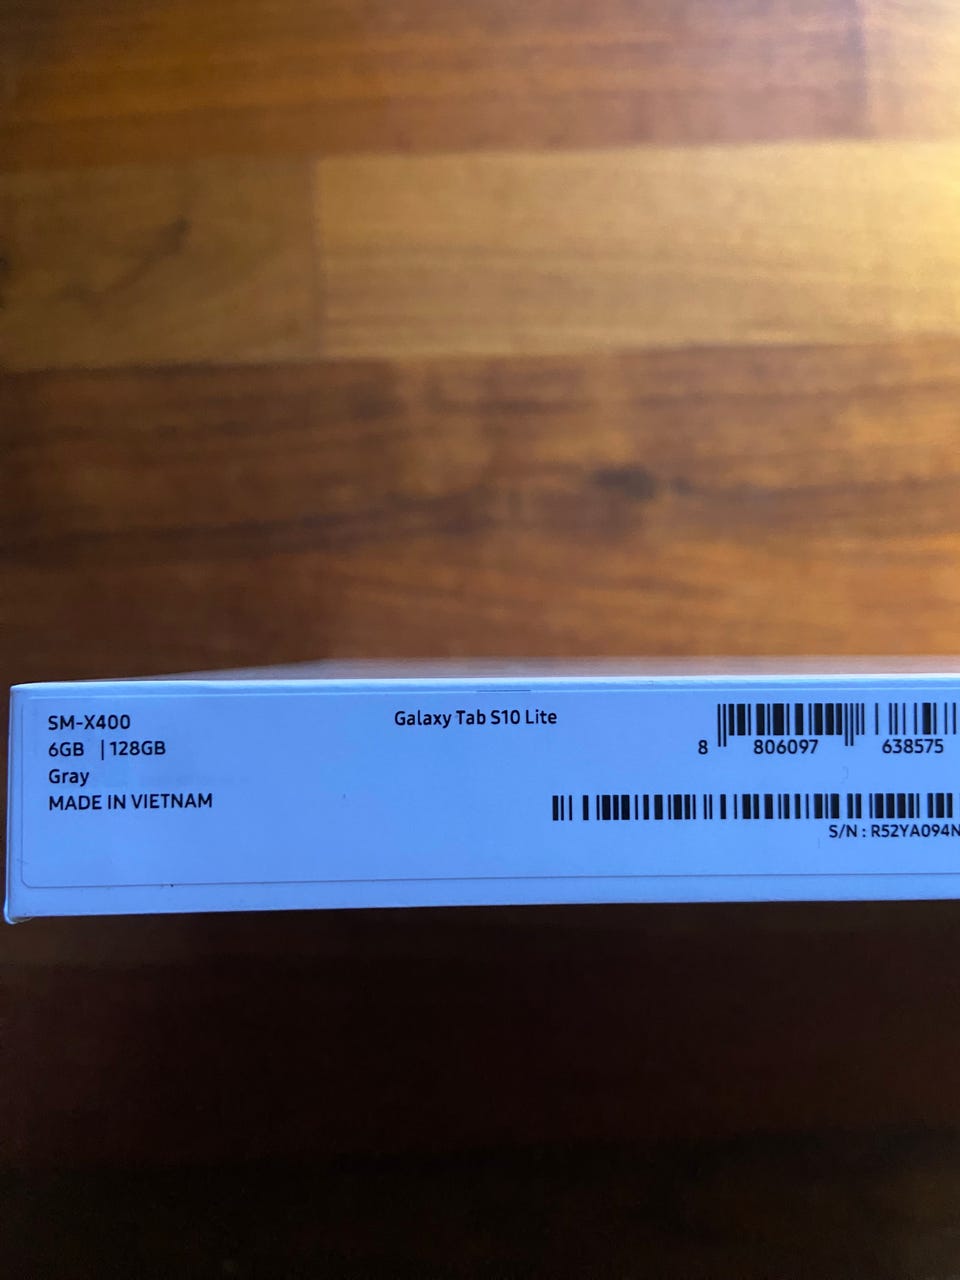 SM-X400
6GB | 128GB
Gray
MADE IN VIETNAM
Galaxy Tab S10 Lite
8 806097 638575
S/N : R52YA094N